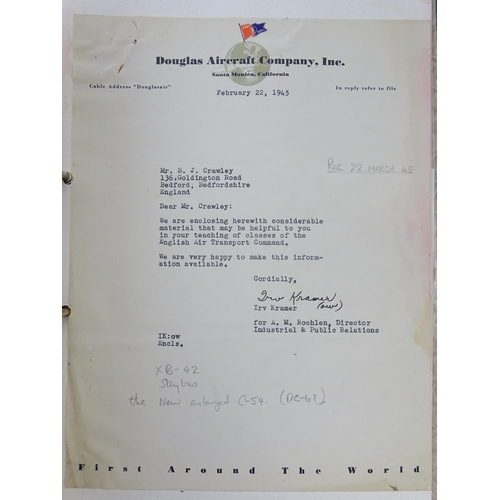 Douglas Aircraft Company, Inc.
Santa Monica, California
Cable Address "Douglasair"
In reply refer to file
February 22, 1945
REC 22 MARCH 45
Mr. S. J. Crawley
136, Goldington Road
Bedford, Bedfordshire
England
Dear Mr. Crawley:
We are enclosing herewith considerable
material that may be helpful to you
in your teaching of classes of the
English Air Transport Command.
We are very happy to make this infor-
mation available.
Cordially,
Irv Kramer (ow)
Irv Kramer
for A. M. Rochlen, Director
Industrial & Public Relations
IK:ow
Encls.
XB-42
Skybus
the New enlarged C-54. (DC-6?)
First Around The World